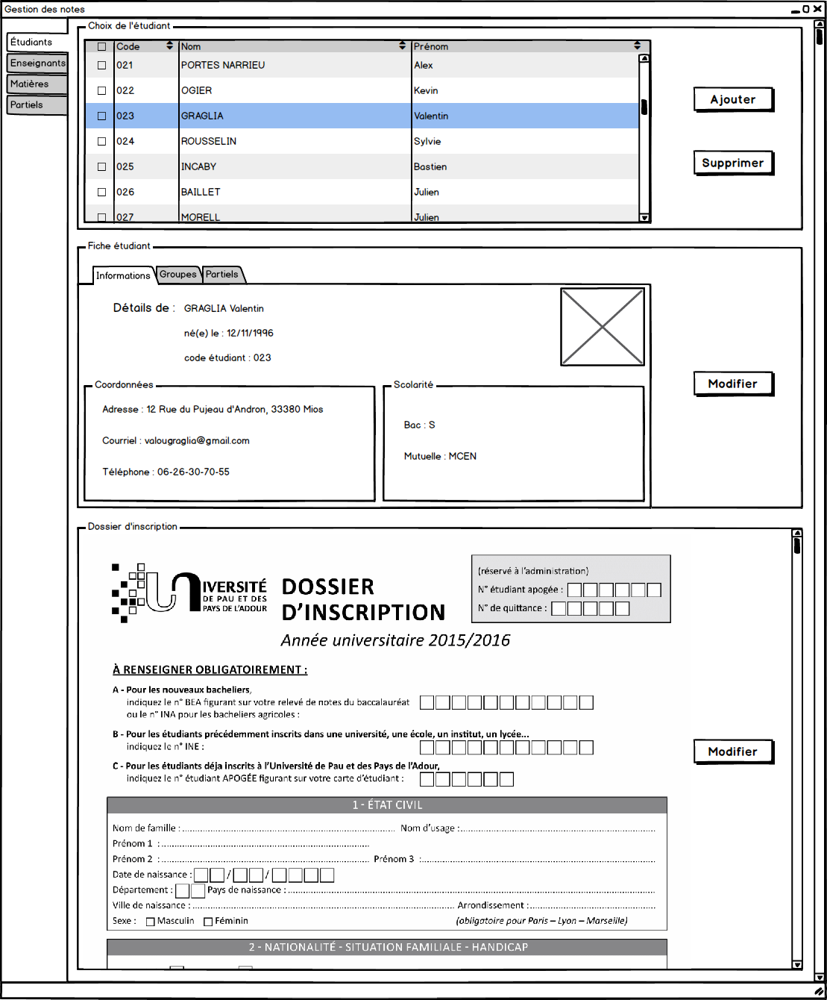 Gestion des notes
Étudiants
Enseignants
Matières
Partiels
Choix de l'étudiant
Code Nom Prénom
021 PORTES NARRIEU Alex
022 OGIER Kevin
023 GRAGLIA Valentin
024 ROUSSELIN Sylvie
025 INCABY Bastien
026 BAILLET Julien
027 MORELL Julien
Ajouter
Supprimer
Fiche étudiant
Informations Groupes Partiels
Détails de : GRAGLIA Valentin
né(e) le : 12/11/1996
code étudiant : 023
Coordonnées
Adresse : 12 Rue du Pujeau d'Andron, 33380 Mios
Courriel : valougraglia@gmail.com
Téléphone : 06-26-30-70-55
Scolarité
Bac : S
Mutuelle : MCEN
Modifier
Dossier d'inscription
UNIVERSITÉ
DE PAU ET DES
PAYS DE L'ADOUR
DOSSIER
D'INSCRIPTION
Année universitaire 2015/2016
(réservé à l'administration)
N° étudiant apogée :
N° de quittance :
À RENSEIGNER OBLIGATOIREMENT :
A - Pour les nouveaux bacheliers,
indiquez le n° BEA figurant sur votre relevé de notes du baccalauréat
ou le n° INA pour les bacheliers agricoles :
B - Pour les étudiants précédemment inscrits dans une université, une école, un institut, un lycée...
indiquez le n° INE :
C - Pour les étudiants déja inscrits à l'Université de Pau et des Pays de l'Adour,
indiquez le n° étudiant APOGÉE figurant sur votre carte d'étudiant :
Modifier
1 - ÉTAT CIVIL
Nom de famille : Nom d'usage :
Prénom 1 :
Prénom 2 : Prénom 3 :
Date de naissance : / /
Département : Pays de naissance :
Ville de naissance : Arrondissement :
Sexe : Masculin Féminin (obligatoire pour Paris – Lyon – Marseille)
2 - NATIONALITÉ - SITUATION FAMILIALE - HANDICAP